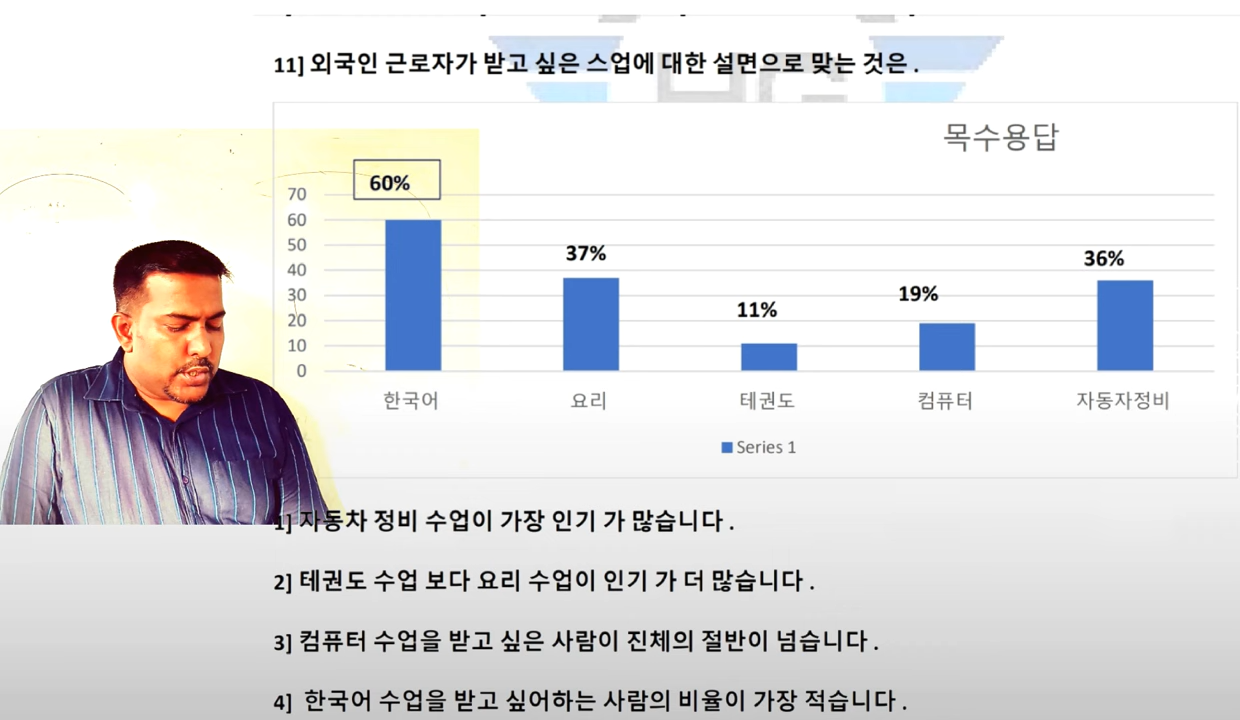 11] 외국인 근로자가 받고 싶은 스업에 대한 설면으로 맞는 것은 .
목수용답
60%
37%
11%
19%
36%
70
60
50
40
30
20
10
0
한국어 요리 테권도 컴퓨터 자동자정비
Series 1
1] 자동차 정비 수업이 가장 인기 가 많습니다 .
2] 테권도 수업 보다 요리 수업이 인기 가 더 많습니다 .
3] 컴퓨터 수업을 받고 싶은 사람이 진체의 절반이 넘습니다 .
4] 한국어 수업을 받고 싶어하는 사람의 비율이 가장 적습니다 .